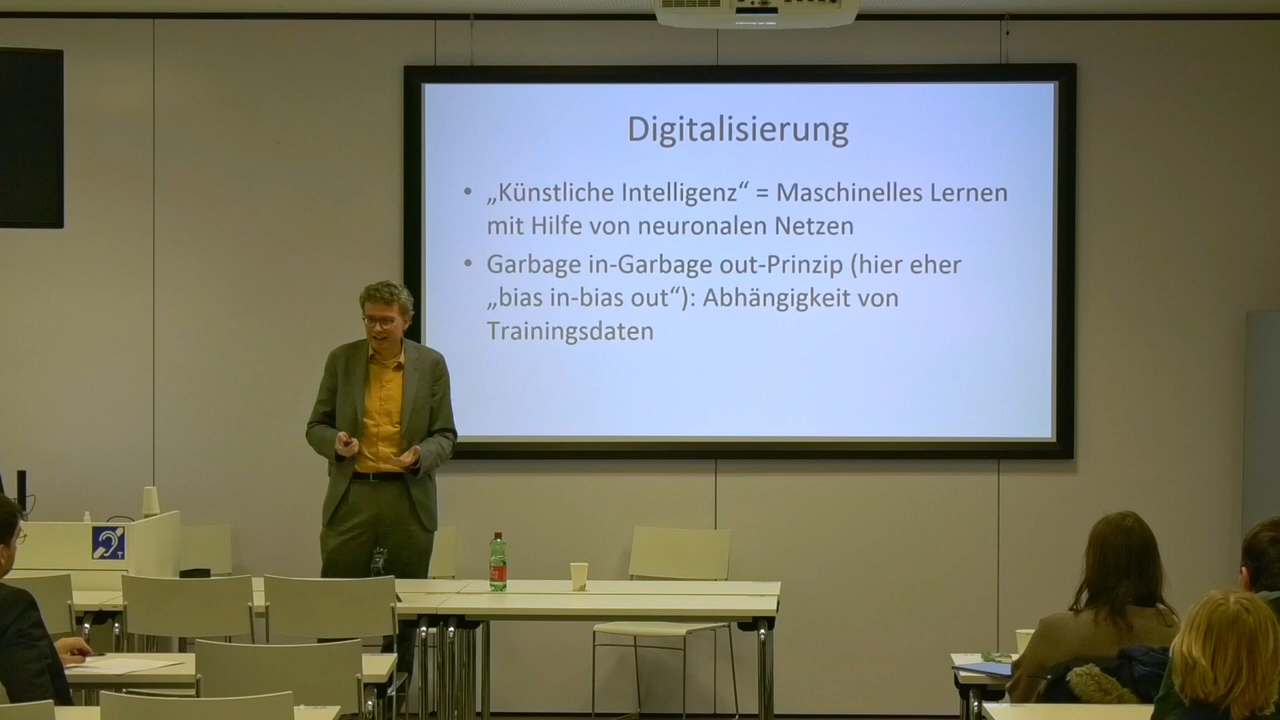 Digitalisierung
• „Künstliche Intelligenz“ = Maschinelles Lernen
mit Hilfe von neuronalen Netzen
• Garbage in-Garbage out-Prinzip (hier eher
„bias in-bias out“): Abhängigkeit von
Trainingsdaten
T